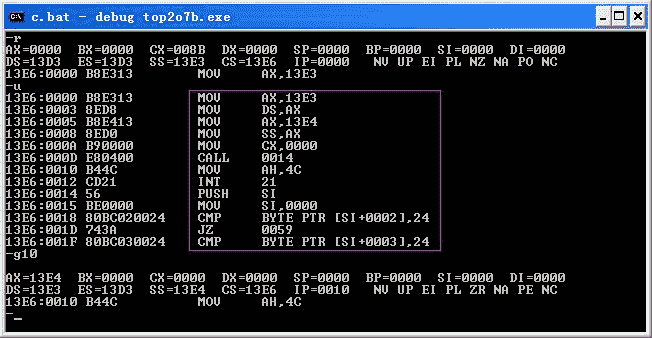 c.bat - debug top2o7b.exe
-r
AX=0000 BX=0000 CX=008B DX=0000 SP=0000 BP=0000 SI=0000 DI=0000
DS=13D3 ES=13D3 SS=13E3 CS=13E6 IP=0000 NV UP EI PL NZ NA PO NC
13E6:0000 B8E313 MOV AX,13E3
-u
13E6:0000 B8E313 MOV AX,13E3
13E6:0003 8ED8 MOV DS,AX
13E6:0005 B8E413 MOV AX,13E4
13E6:0008 8ED0 MOV SS,AX
13E6:000A B90000 MOV CX,0000
13E6:000D E80400 CALL 0014
13E6:0010 B44C MOV AH,4C
13E6:0012 CD21 INT 21
13E6:0014 56 PUSH SI
13E6:0015 BE0000 MOV SI,0000
13E6:0018 80BC020024 CMP BYTE PTR [SI+0002],24
13E6:001D 743A JZ 0059
13E6:001F 80BC030024 CMP BYTE PTR [SI+0003],24
-g10
AX=13E4 BX=0000 CX=0000 DX=0000 SP=0000 BP=0000 SI=0000 DI=0000
DS=13E3 ES=13D3 SS=13E4 CS=13E6 IP=0010 NV UP EI PL ZR NA PE NC
13E6:0010 B44C MOV AH,4C
-_